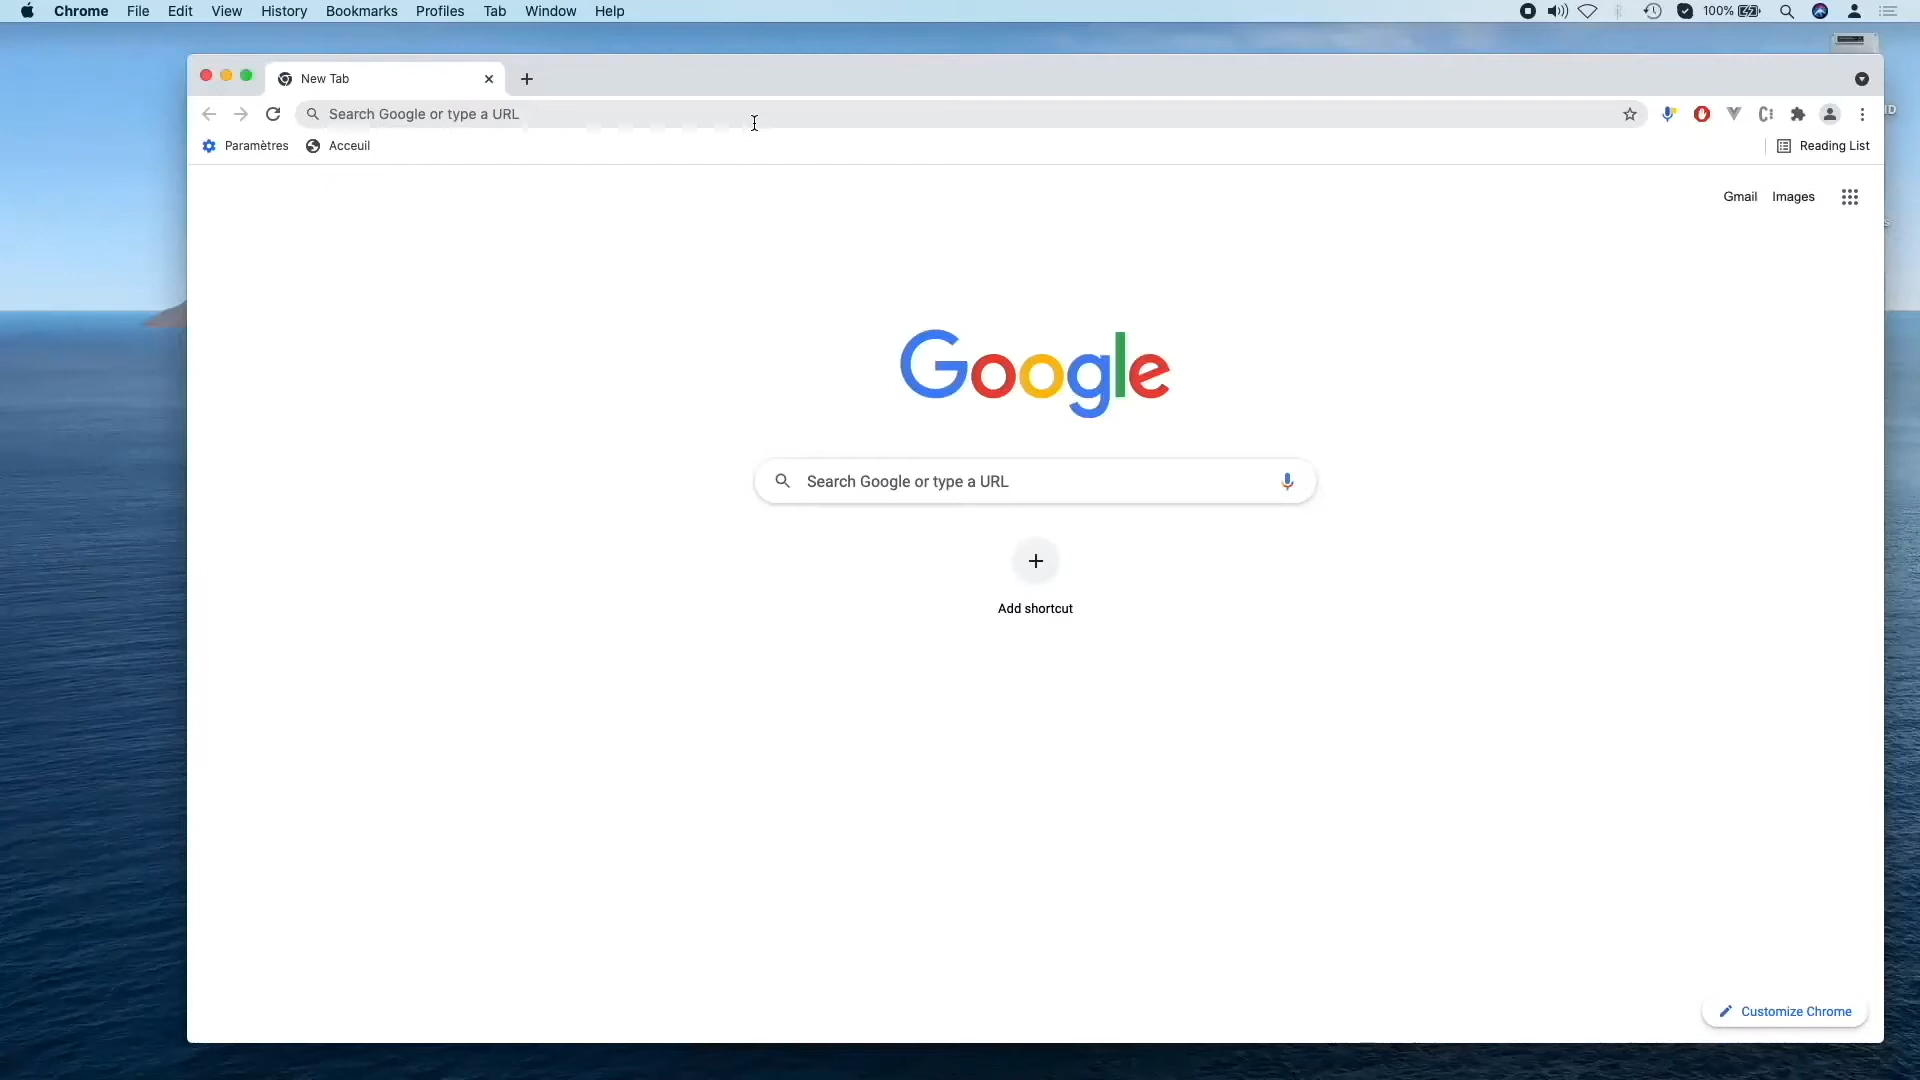 Chrome File Edit View History Bookmarks Profiles Tab Window Help 100%
New Tab
Search Google or type a URL
Paramètres Acceuil Reading List
Gmail Images
Google
Search Google or type a URL
Add shortcut
Customize Chrome